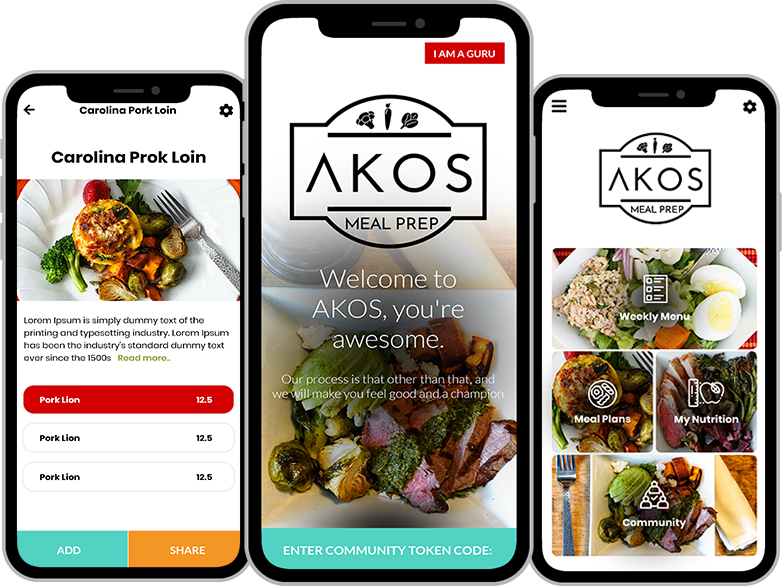 Carolina Pork Loin
Carolina Prok Loin
Lorem Ipsum is simply dummy text of the
printing and typesetting industry. Lorem Ipsum
has been the industry's standard dummy text
ever since the 1500s Read more..
Pork Lion 12.5
Pork Lion 12.5
Pork Lion 12.5
ADD SHARE
I AM A GURU
AKOS
MEAL PREP
Welcome to
AKOS, you're
awesome.
Our process is that other than that, and
we will make you feel good and a champion
ENTER COMMUNITY TOKEN CODE:
AKOS
MEAL PREP
Weekly Menu
Meal Plans My Nutrition
Community